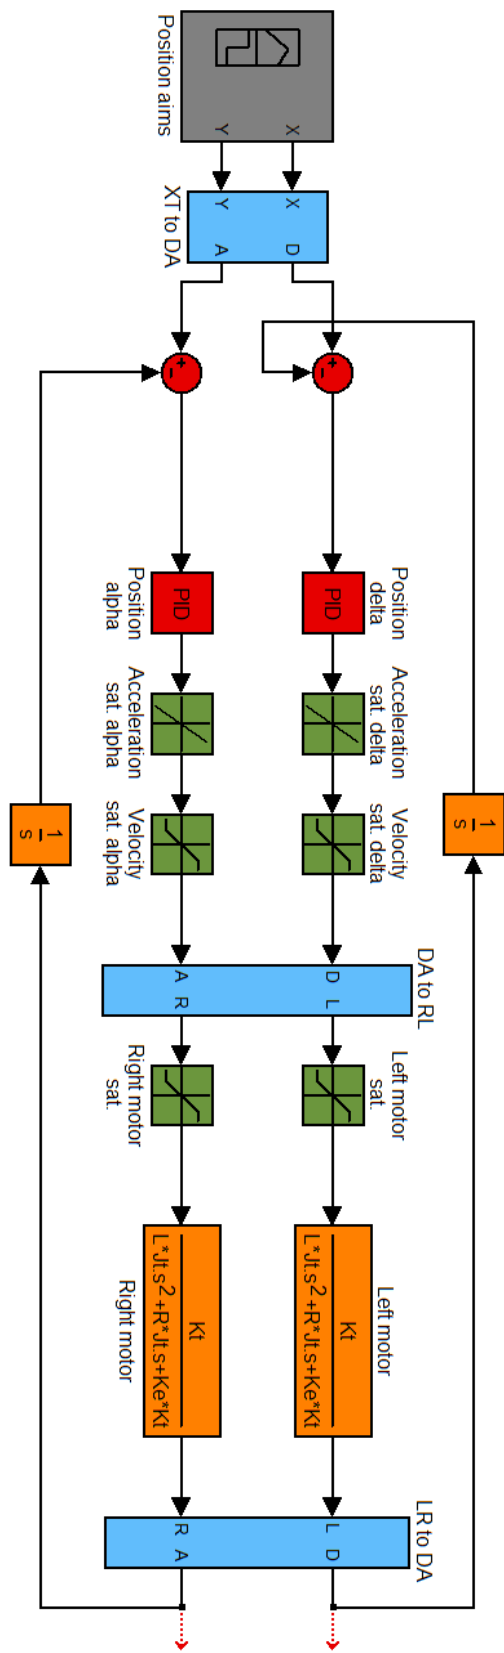 Position aims
X
Y
XT to DA
X D
Y A
+
-
+
-
Position
delta
PID
Position
alpha
PID
Acceleration
sat. delta
Acceleration
sat. alpha
Velocity
sat. delta
Velocity
sat. alpha
1
s
1
s
DA to RL
D L
A R
Left motor
sat.
Right motor
sat.
Left motor
Kt
L*Jt.s²+R*Jt.s+Ke*Kt
Kt
L*Jt.s²+R*Jt.s+Ke*Kt
Right motor
LR to DA
L D
R A